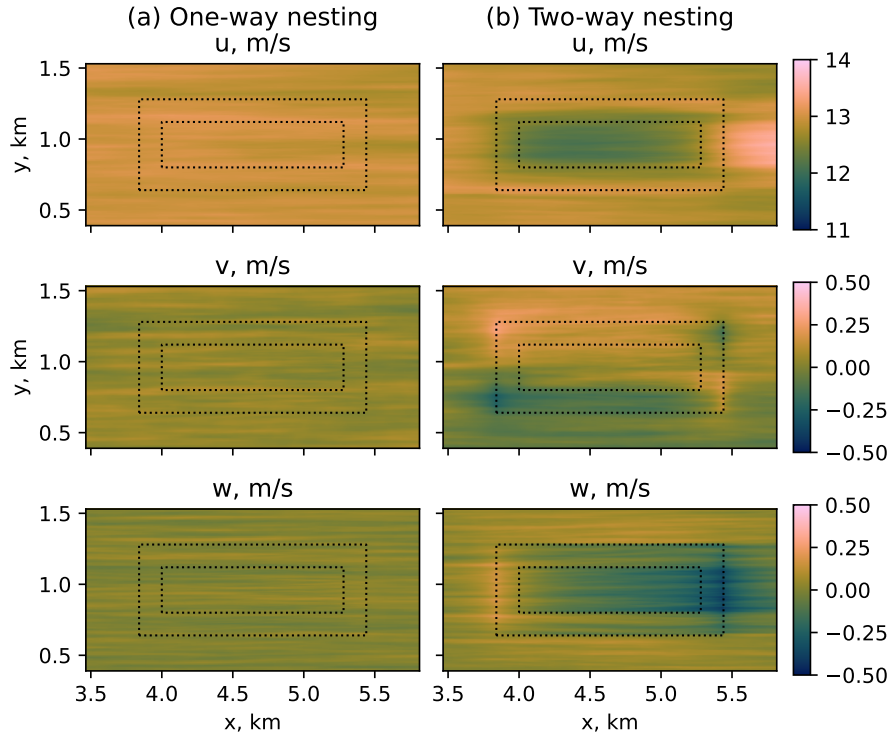 (a) One-way nesting
u, m/s
(b) Two-way nesting
u, m/s
1.5
1.0
0.5
y, km
14
13
12
11
v, m/s
v, m/s
1.5
1.0
0.5
y, km
0.50
0.25
0.00
−0.25
−0.50
w, m/s
w, m/s
1.5
1.0
0.5
0.50
0.25
0.00
−0.25
−0.50
3.5 4.0 4.5 5.0 5.5
3.5 4.0 4.5 5.0 5.5
x, km
x, km